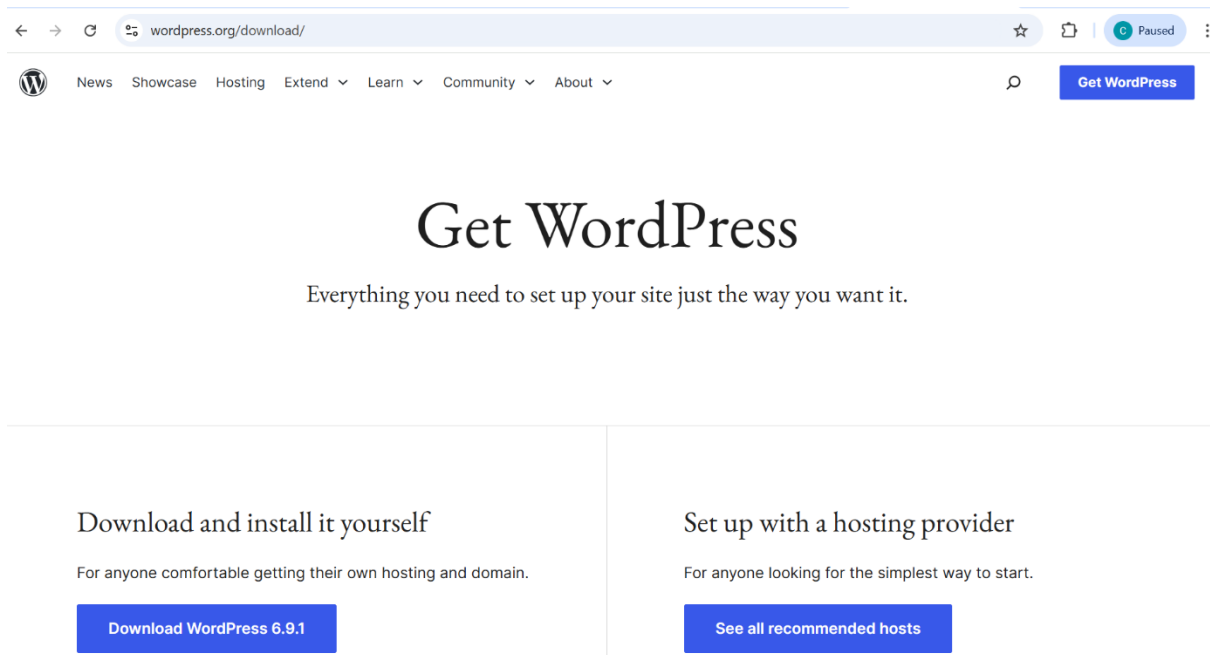 wordpress.org/download/
C Paused
News Showcase Hosting Extend Learn Community About
Get WordPress
Get WordPress
Everything you need to set up your site just the way you want it.
Download and install it yourself
For anyone comfortable getting their own hosting and domain.
Download WordPress 6.9.1
Set up with a hosting provider
For anyone looking for the simplest way to start.
See all recommended hosts